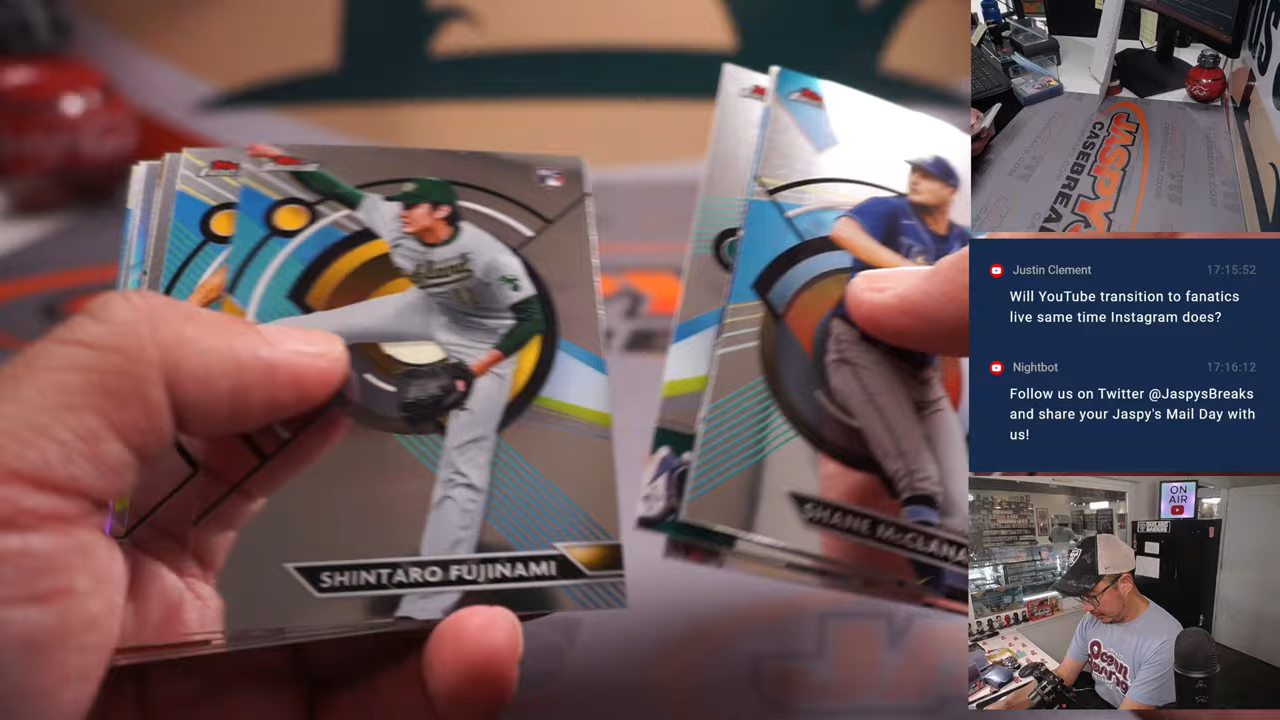 SHINTARO FUJINAMI
SHANE McCLANA
JASPY
CASEBREAK
Justin Clement
17:15:52
Will YouTube transition to fanatics
live same time Instagram does?
Nightbot
17:16:12
Follow us on Twitter @JaspysBreaks
and share your Jaspy's Mail Day with
us!
ON
AIR
Ocean